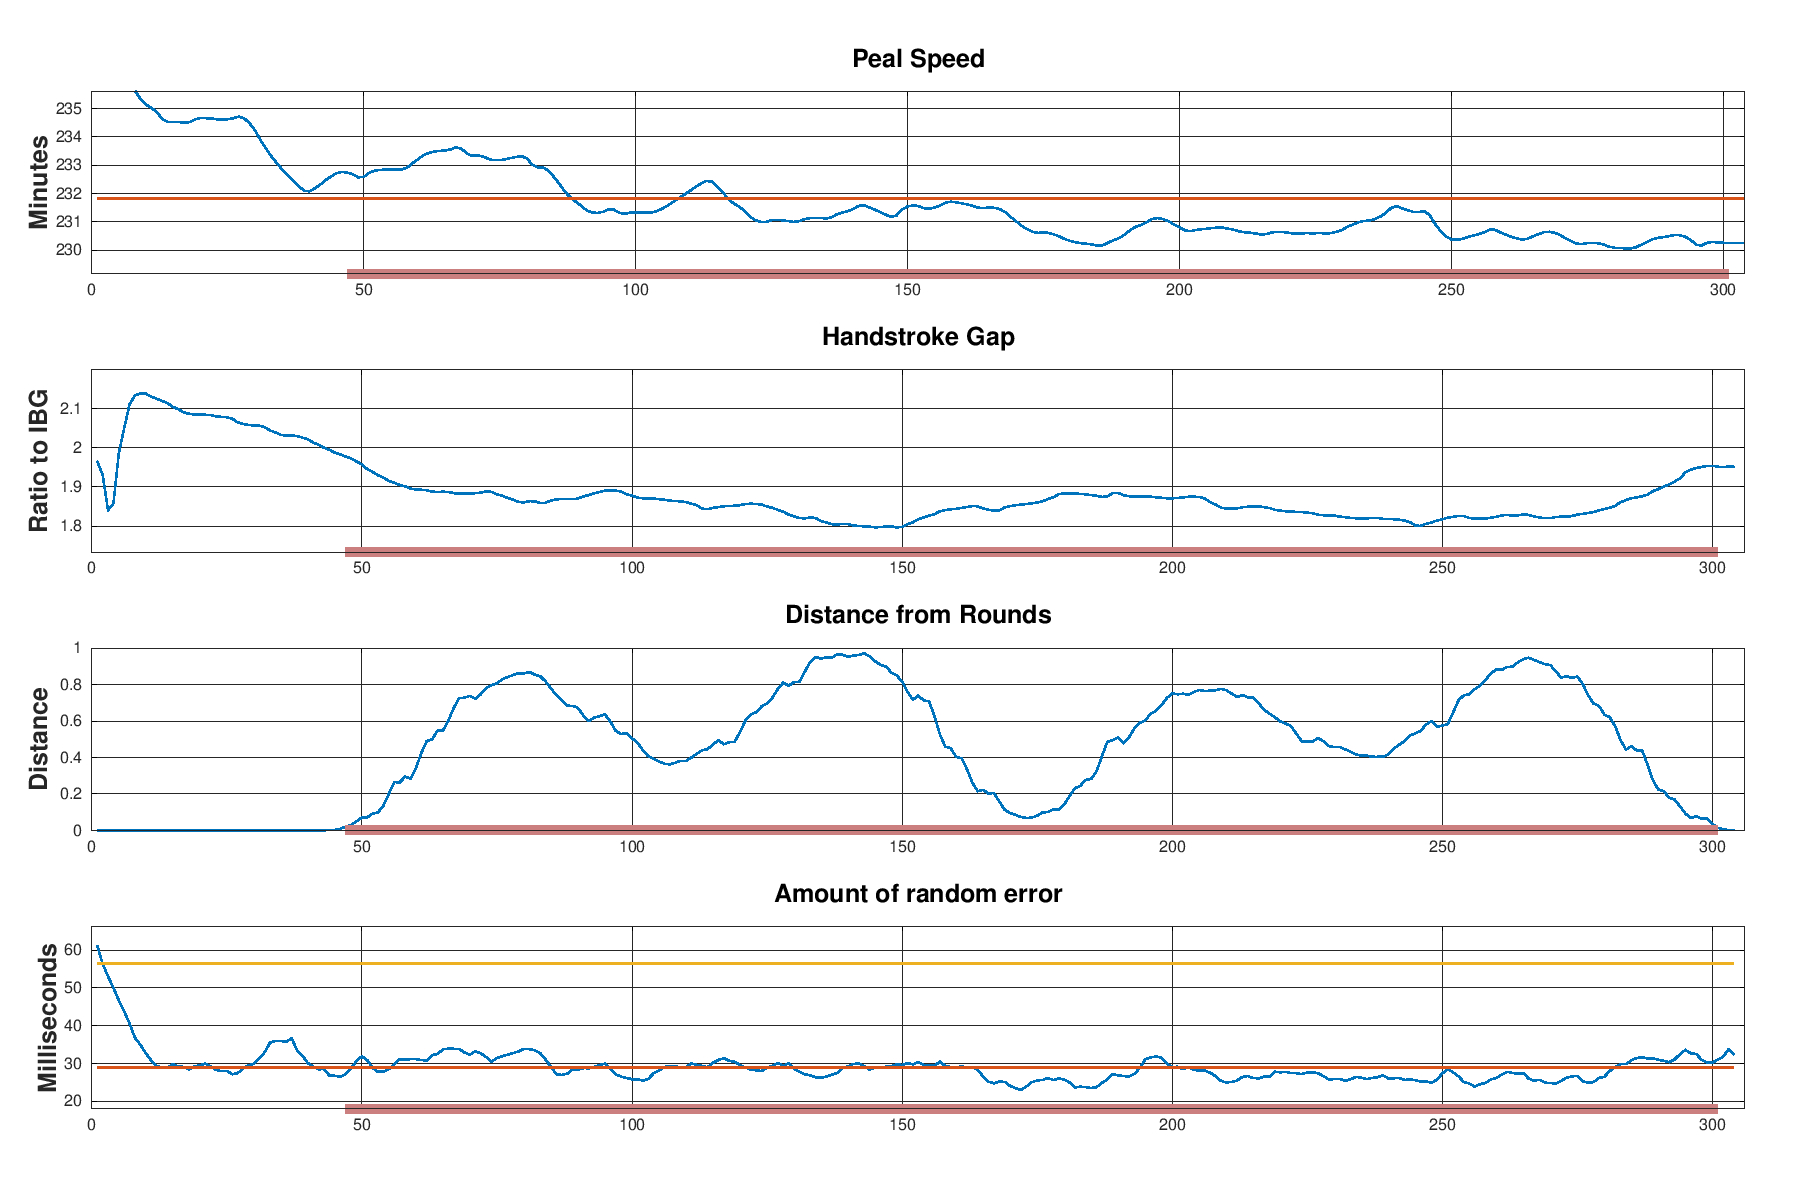 Peal Speed
Minutes
235
234
233
232
231
230
0 50 100 150 200 250 300
Handstroke Gap
Ratio to IBG
2.1
2
1.9
1.8
0 50 100 150 200 250 300
Distance from Rounds
Distance
1
0.8
0.6
0.4
0.2
0
0 50 100 150 200 250 300
Amount of random error
Milliseconds
60
50
40
30
20
0 50 100 150 200 250 300